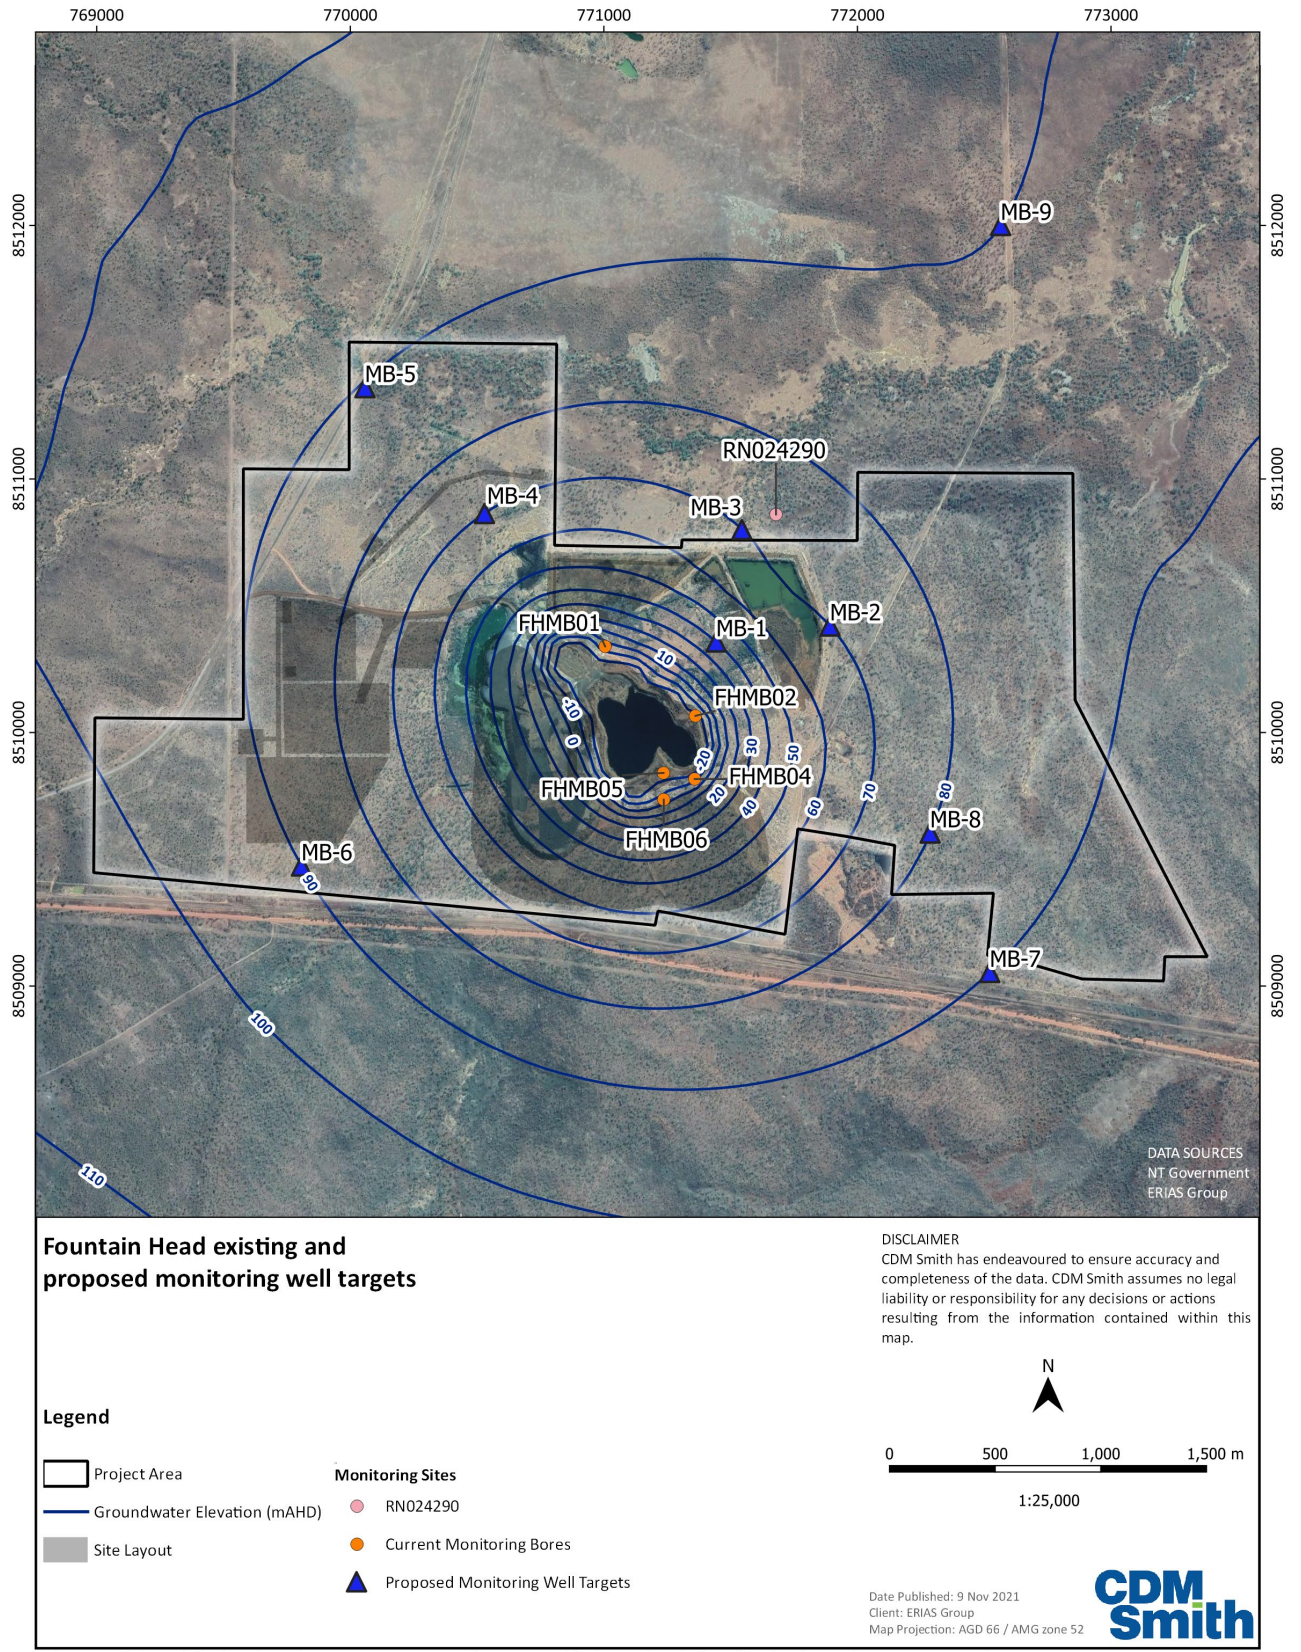 769000
770000
771000
772000
773000
8512000
8512000
MB-9
MB-5
RN024290
8511000
8511000
MB-4
MB-3
MB-2
FHMB01
MB-1
10
FHMB02
-10
8510000
8510000
0
30
50
-20
FHMB04
FHMB05
20
40
60
70
80
MB-8
FHMB06
MB-6
90
MB-7
8509000
8509000
100
110
DATA SOURCES
NT Government
ERIAS Group
Fountain Head existing and
proposed monitoring well targets
DISCLAIMER
CDM Smith has endeavoured to ensure accuracy and
completeness of the data. CDM Smith assumes no legal
liability or responsibility for any decisions or actions
resulting from the information contained within this
map.
N
Legend
0 500 1,000 1,500 m
1:25,000
Project Area
Groundwater Elevation (mAHD)
Site Layout
Monitoring Sites
RN024290
Current Monitoring Bores
Proposed Monitoring Well Targets
Date Published: 9 Nov 2021
Client: ERIAS Group
Map Projection: AGD 66 / AMG zone 52
CDM
Smith